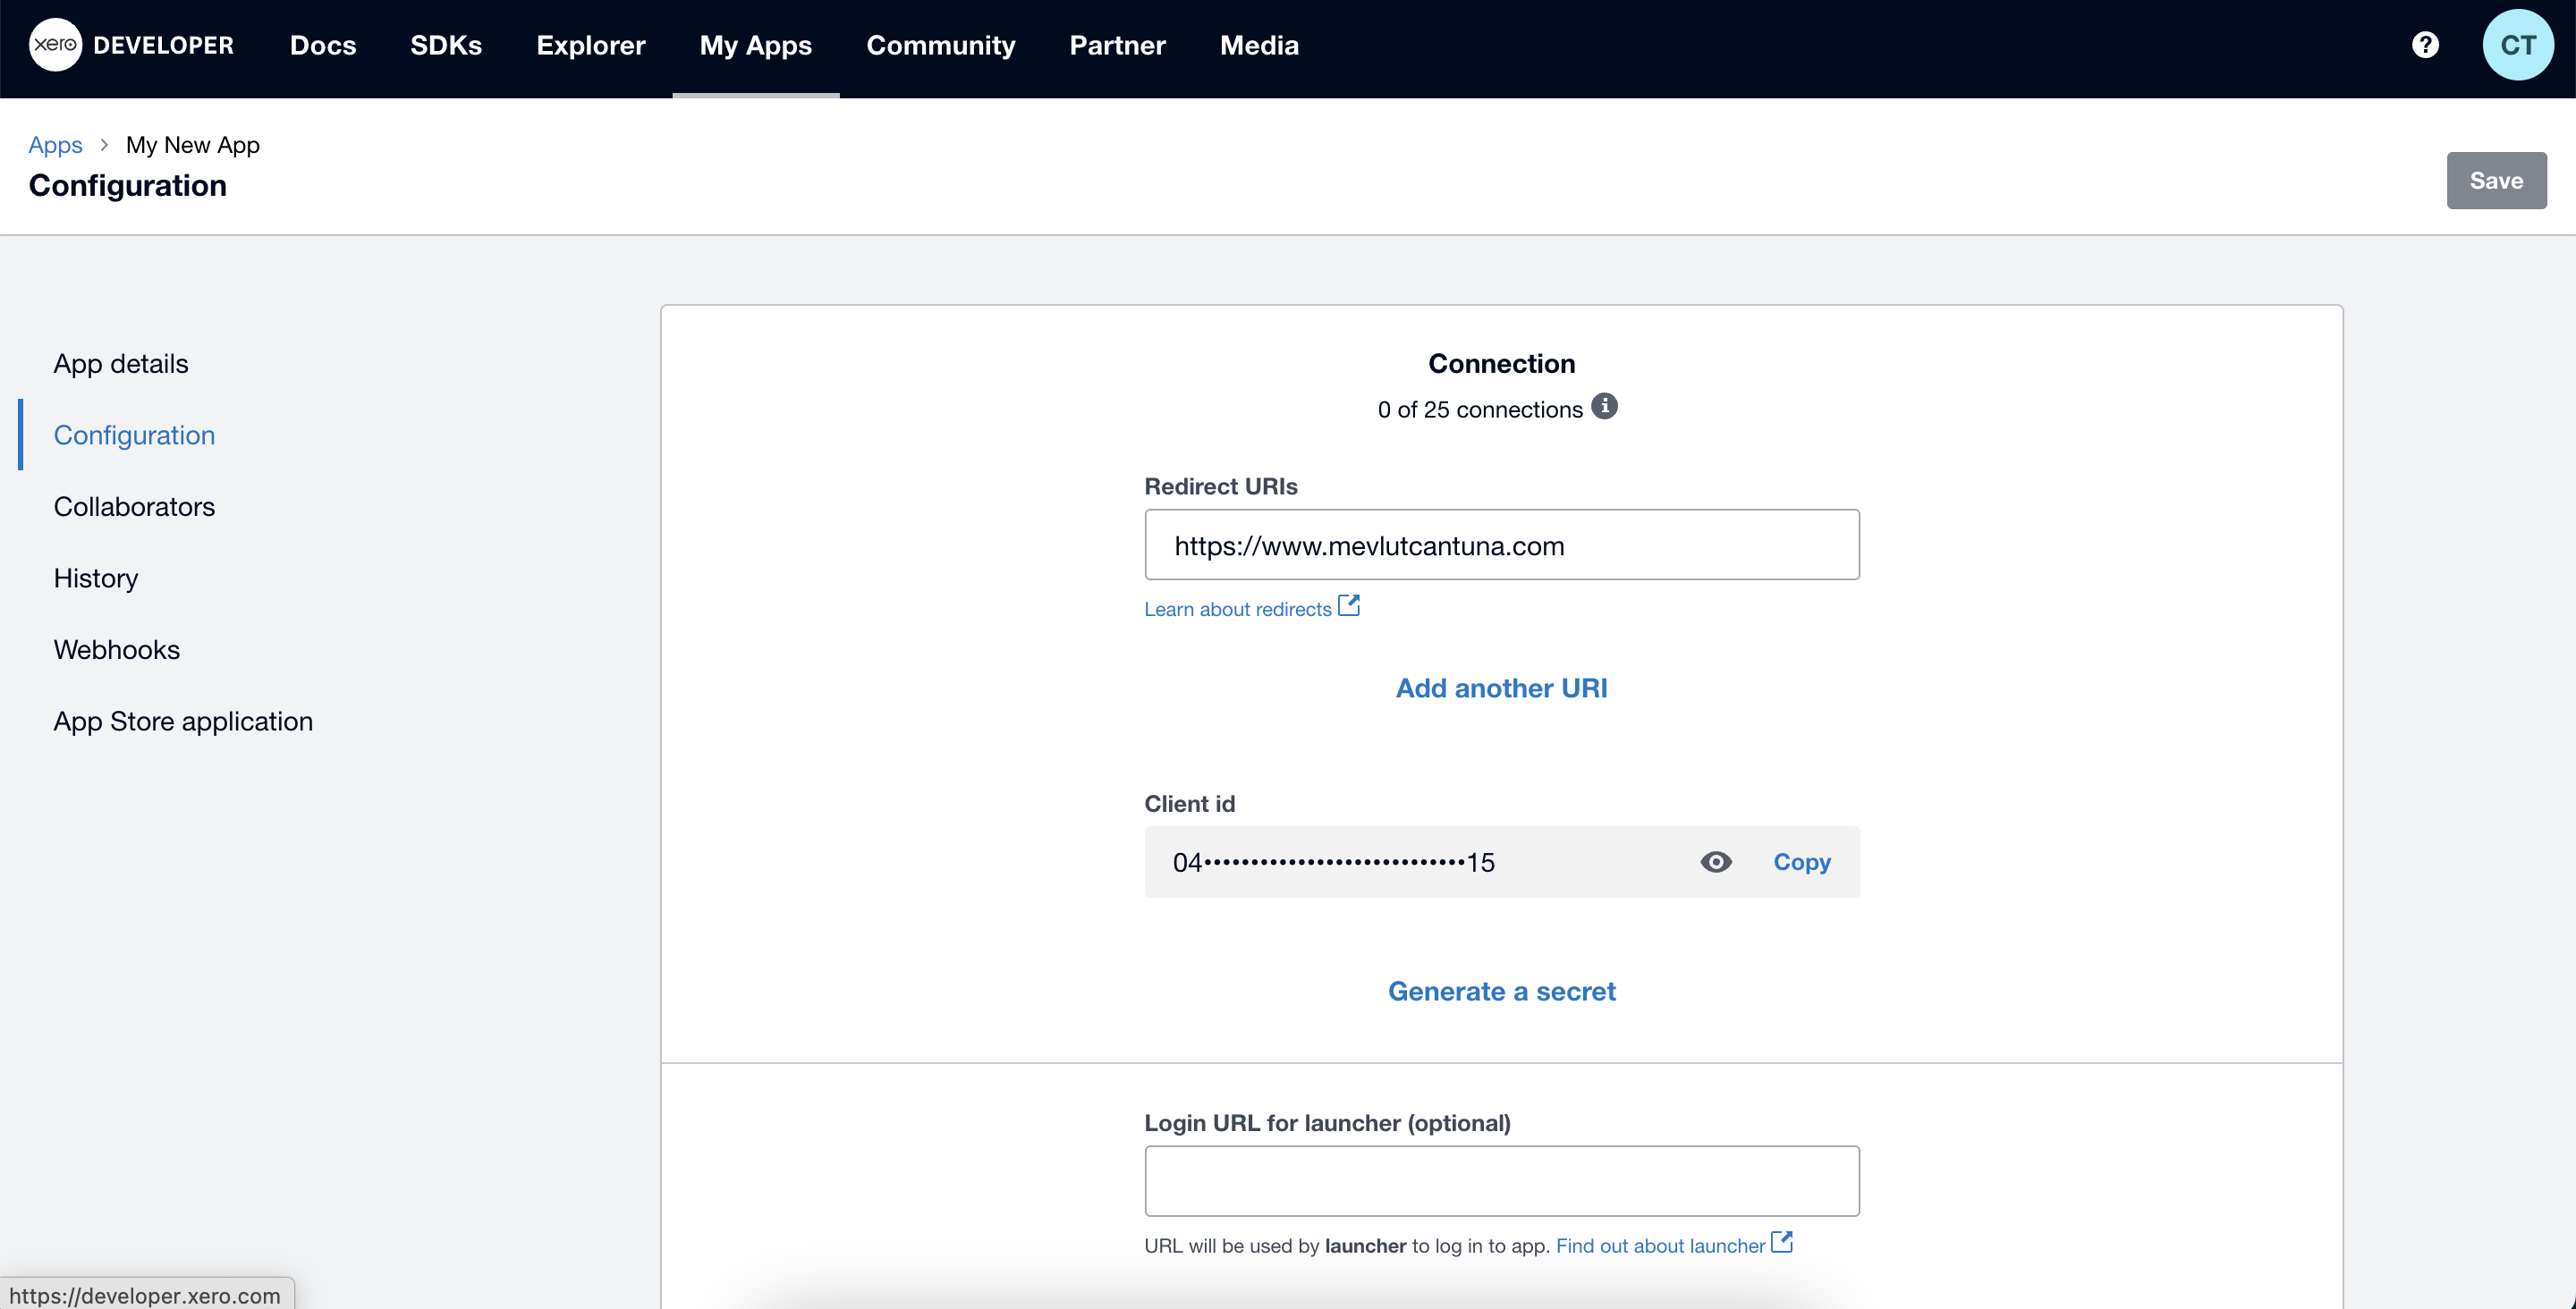 xero DEVELOPER Docs SDKs Explorer My Apps Community Partner Media ? CT
Apps > My New App
Configuration
Save
App details
Configuration
Collaborators
History
Webhooks
App Store application
Connection
0 of 25 connections i
Redirect URIs
https://www.mevlutcantuna.com
Learn about redirects
Add another URI
Client id
04••••••••••••••••••••••••••••15 Copy
Generate a secret
Login URL for launcher (optional)
URL will be used by launcher to log in to app. Find out about launcher
https://developer.xero.com